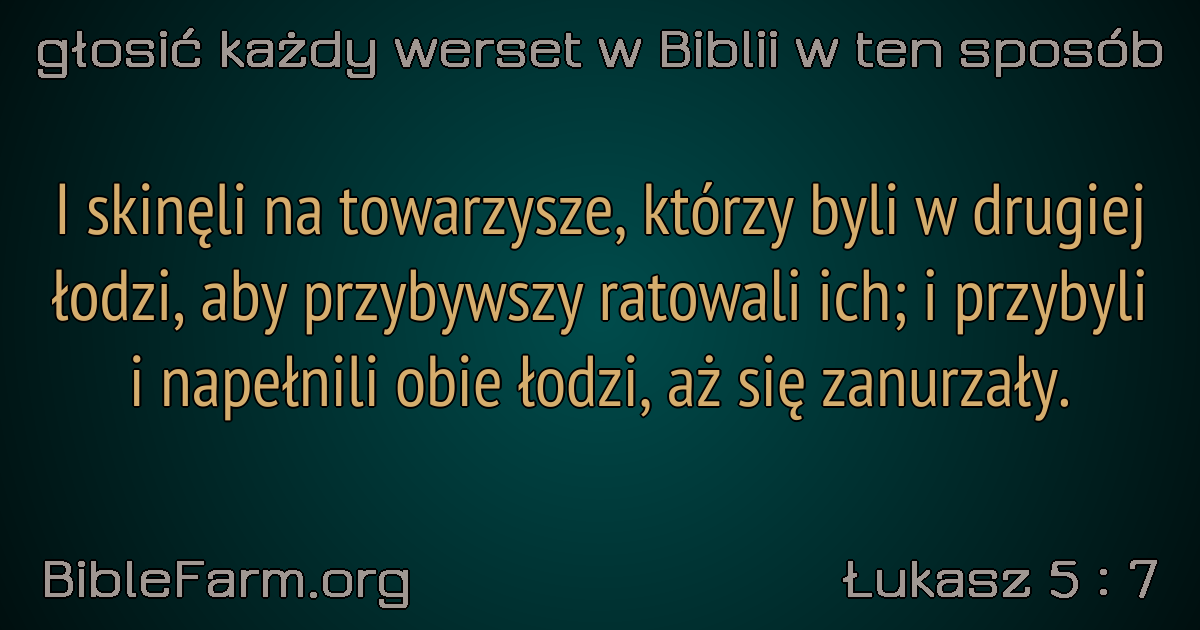 głosić każdy werset w Biblii w ten sposób
I skinęli na towarzysze, którzy byli w drugiej
łodzi, aby przybywszy ratowali ich; i przybyli
i napełnili obie łodzi, aż się zanurzały.
BibleFarm.org
Łukasz 5 : 7